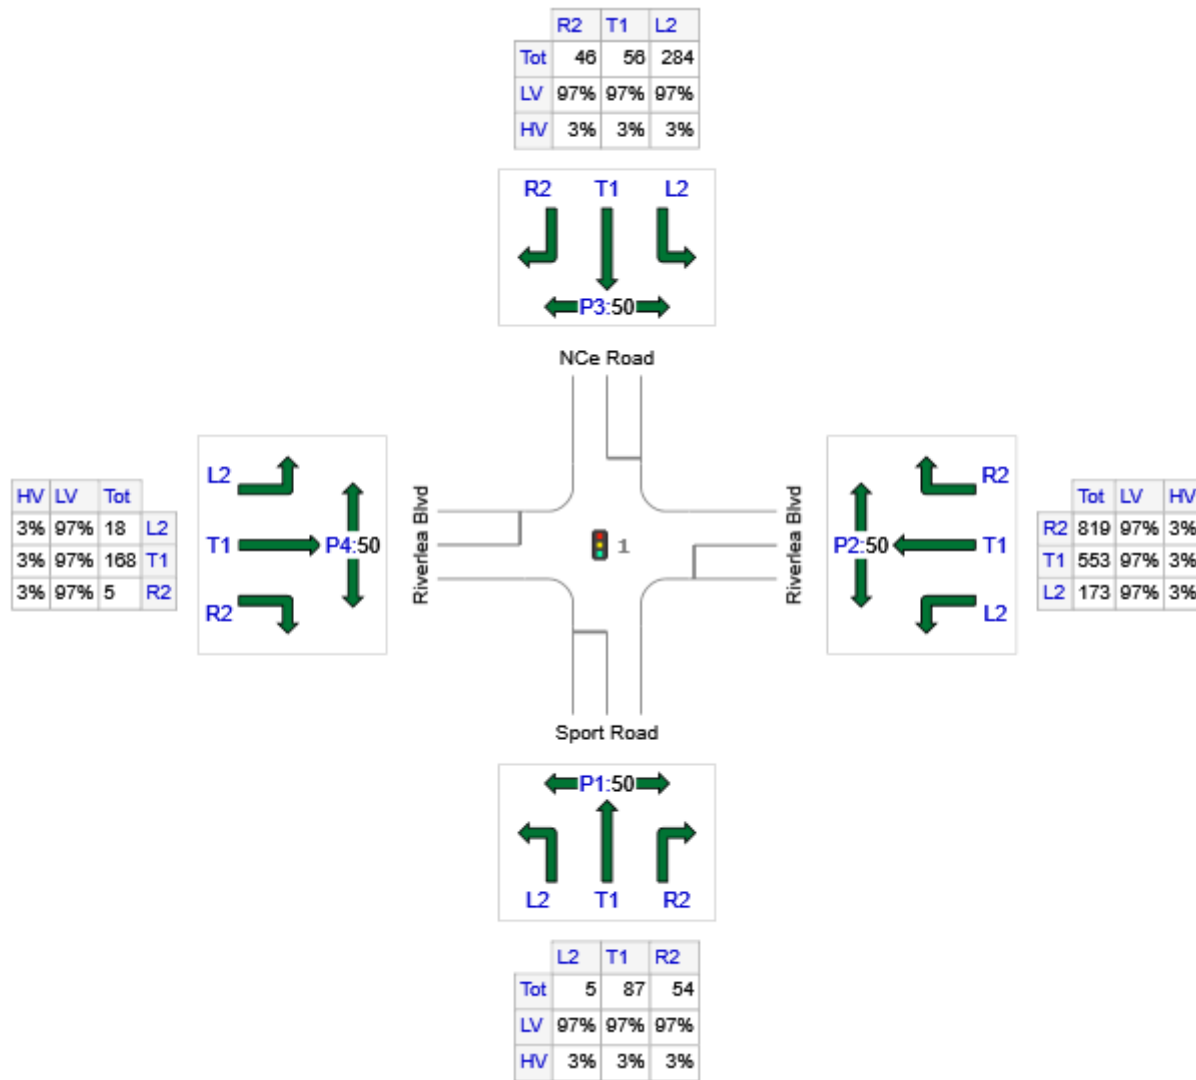 R2 T1 L2
Tot 46 56 284
LV 97% 97% 97%
HV 3% 3% 3%
R2 T1 L2
P3:50
NCe Road
L2
T1 P4:50
R2
HV LV Tot
3% 97% 18 L2
3% 97% 168 T1
3% 97% 5 R2
Riverlea Blvd
1
Riverlea Blvd
R2
P2:50 T1
L2
Tot LV HV
R2 819 97% 3%
T1 553 97% 3%
L2 173 97% 3%
Sport Road
P1:50
L2 T1 R2
L2 T1 R2
Tot 5 87 54
LV 97% 97% 97%
HV 3% 3% 3%